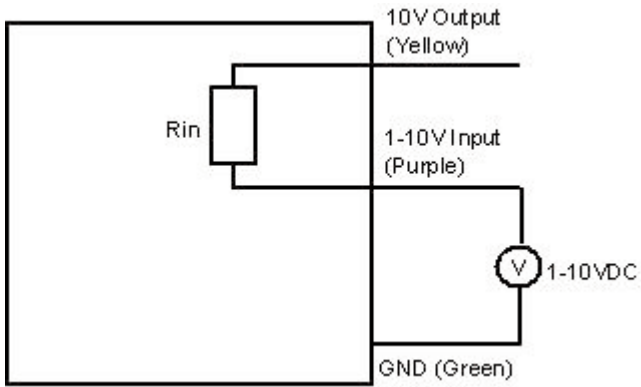 10V Output
(Yellow)
Rin
1-10V Input
(Purple)
V
1-10VDC
GND (Green)